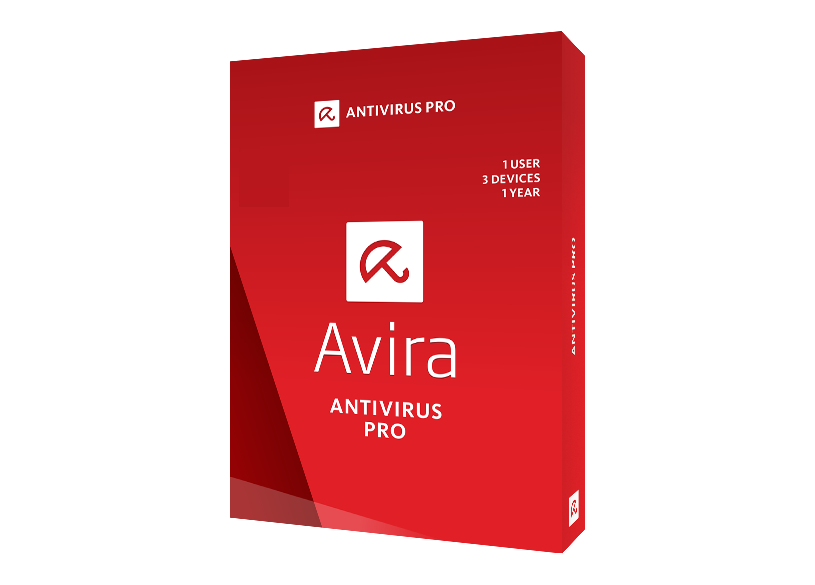 ANTIVIRUS PRO
1 USER
3 DEVICES
1 YEAR
Avira
ANTIVIRUS
PRO
ANTIVIRUS PRO